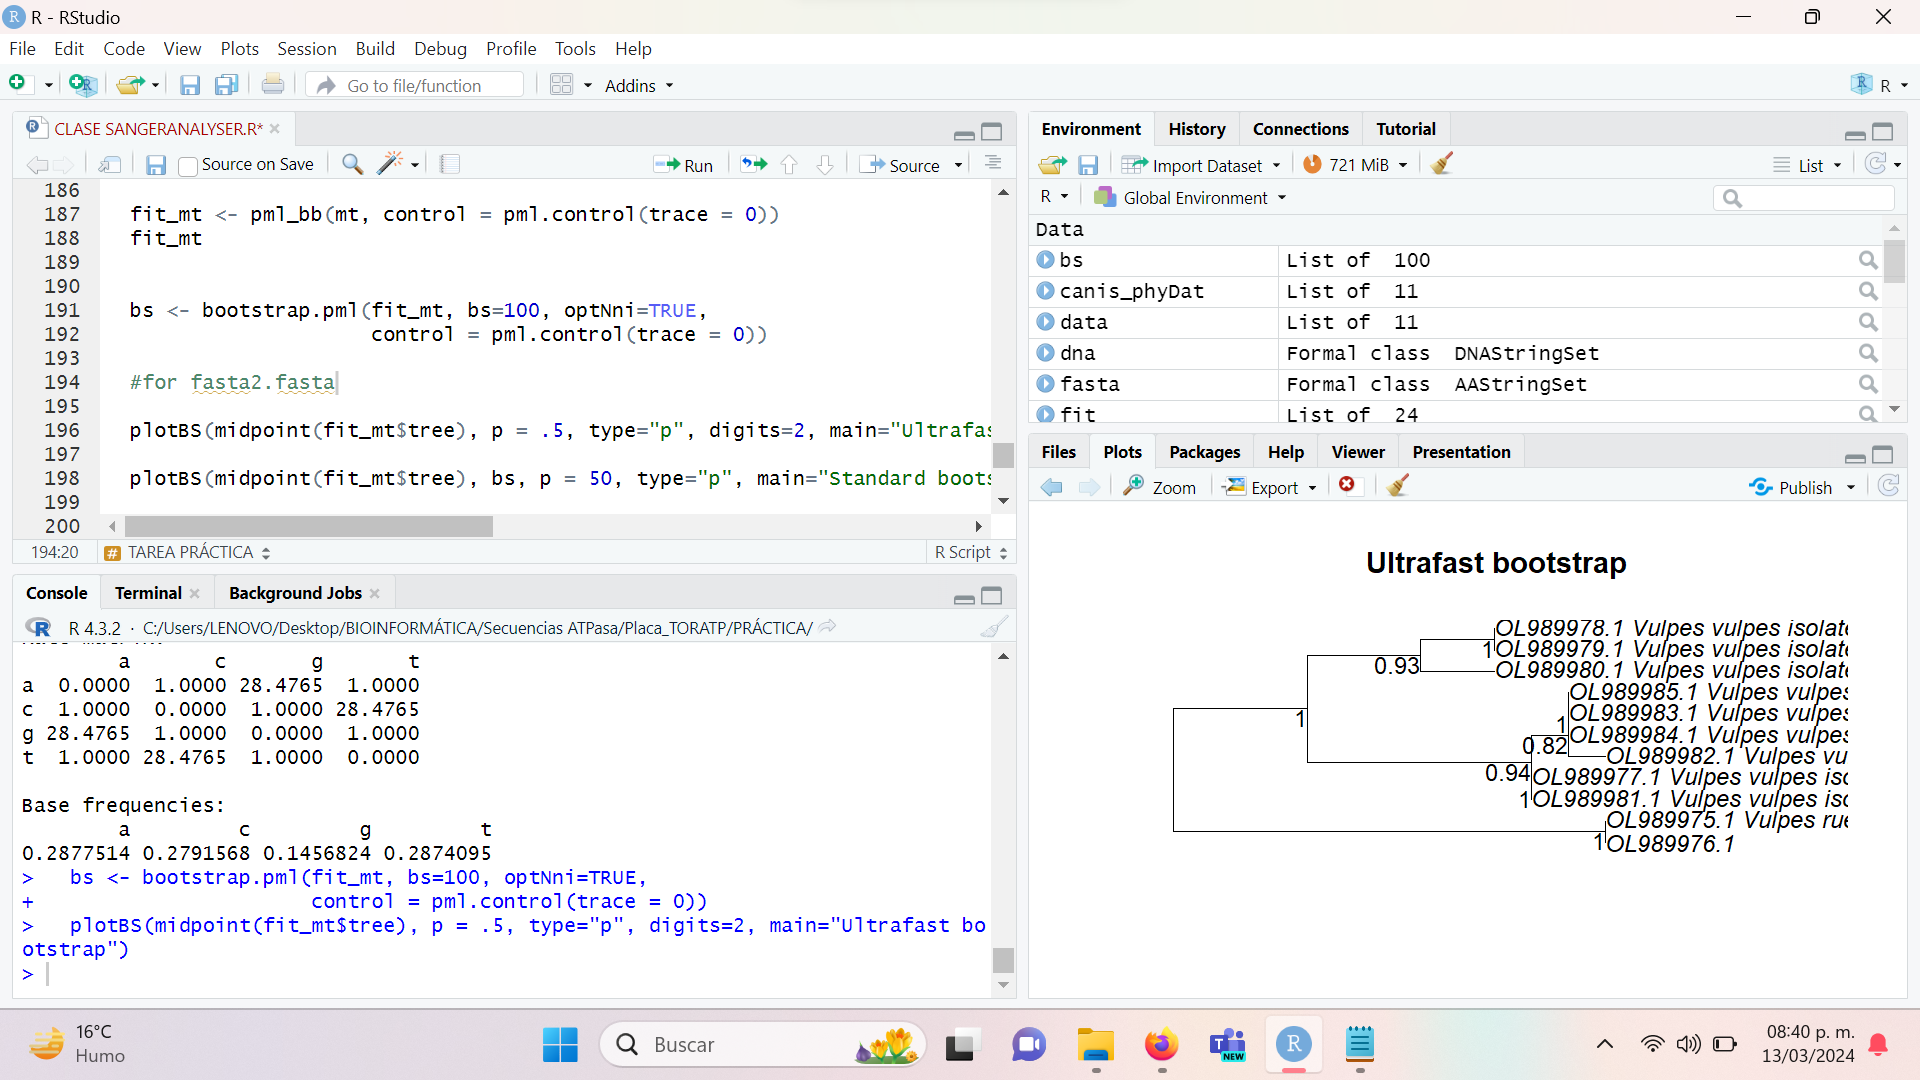 R - RStudio
File Edit Code View Plots Session Build Debug Profile Tools Help
Go to file/function Addins R
CLASE SANGERANALYSER.R*
Source on Save Run Source
186
187 fit_mt <- pml_bb(mt, control = pml.control(trace = 0))
188 fit_mt
189
190
191 bs <- bootstrap.pml(fit_mt, bs=100, optNni=TRUE,
192 control = pml.control(trace = 0))
193
194 #for fasta2.fasta
195
196 plotBS(midpoint(fit_mt$tree), p = .5, type="p", digits=2, main="Ultrafas
197
198 plotBS(midpoint(fit_mt$tree), bs, p = 50, type="p", main="Standard boots
199
200
194:20 # TAREA PRÁCTICA R Script
Console Terminal Background Jobs
R R 4.3.2 · C:/Users/LENOVO/Desktop/BIOINFORMÁTICA/Secuencias ATPasa/Placa_TORATP/PRÁCTICA/
a c g t
a 0.0000 1.0000 28.4765 1.0000
c 1.0000 0.0000 1.0000 28.4765
g 28.4765 1.0000 0.0000 1.0000
t 1.0000 28.4765 1.0000 0.0000
Base frequencies:
a c g t
0.2877514 0.2791568 0.1456824 0.2874095
> bs <- bootstrap.pml(fit_mt, bs=100, optNni=TRUE,
+ control = pml.control(trace = 0))
> plotBS(midpoint(fit_mt$tree), p = .5, type="p", digits=2, main="Ultrafast bo
otstrap")
>
Environment History Connections Tutorial
Import Dataset 721 MiB List
R Global Environment
Data
bs List of 100
canis_phyDat List of 11
data List of 11
dna Formal class DNAStringSet
fasta Formal class AAStringSet
fit List of 24
Files Plots Packages Help Viewer Presentation
Zoom Export Publish
Ultrafast bootstrap
OL989978.1 Vulpes vulpes isolate
1 OL989979.1 Vulpes vulpes isolate
0.93 OL989980.1 Vulpes vulpes isolate
OL989985.1 Vulpes vulpes
1 OL989983.1 Vulpes vulpes
1 OL989984.1 Vulpes vulpes
0.82 OL989982.1 Vulpes vu
0.94 OL989977.1 Vulpes vulpes iso
1 OL989981.1 Vulpes vulpes iso
OL989975.1 Vulpes rue
1 OL989976.1
16°C
Humo
Buscar
NEW
08:40 p. m.
13/03/2024